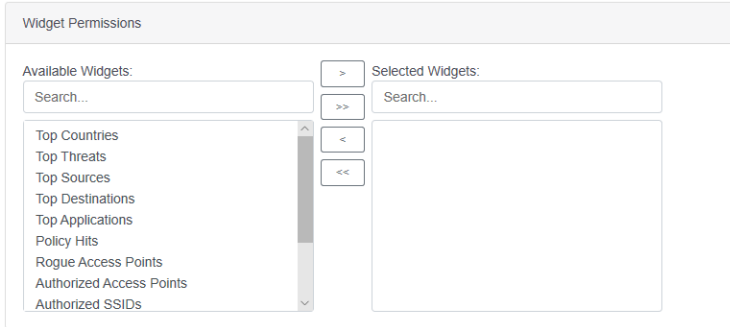 Widget Permissions
Available Widgets:
>
Selected Widgets:
Search...
>>
Search...
<
<<
Top Countries
Top Threats
Top Sources
Top Destinations
Top Applications
Policy Hits
Rogue Access Points
Authorized Access Points
Authorized SSIDs